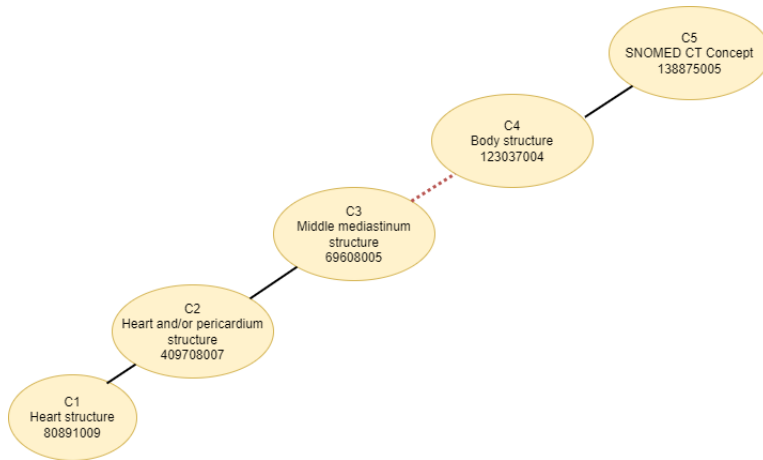 C5
SNOMED CT Concept
138875005
C4
Body structure
123037004
C3
Middle mediastinum
structure
69608005
C2
Heart and/or pericardium
structure
409708007
C1
Heart structure
80891009